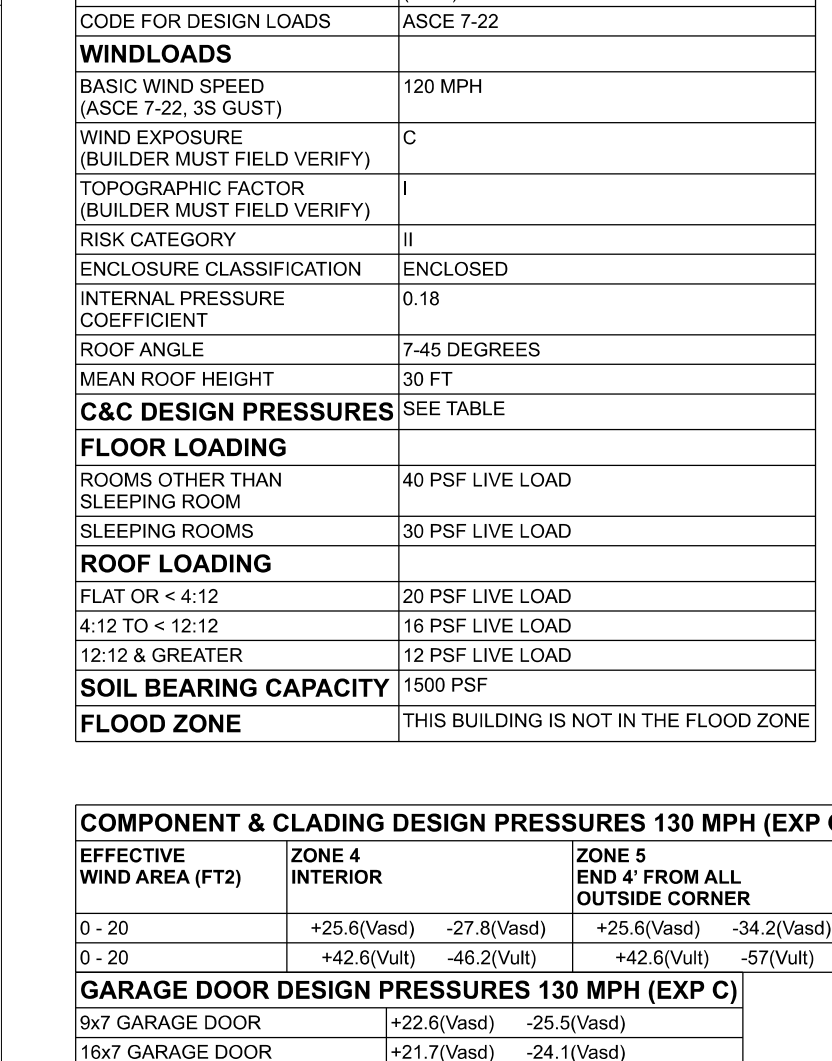 CODE FOR DESIGN LOADS ASCE 7-22
WINDLOADS
BASIC WIND SPEED 120 MPH
(ASCE 7-22, 3S GUST)
WIND EXPOSURE C
(BUILDER MUST FIELD VERIFY)
TOPOGRAPHIC FACTOR I
(BUILDER MUST FIELD VERIFY)
RISK CATEGORY II
ENCLOSURE CLASSIFICATION ENCLOSED
INTERNAL PRESSURE 0.18
COEFFICIENT
ROOF ANGLE 7-45 DEGREES
MEAN ROOF HEIGHT 30 FT
C&C DESIGN PRESSURES SEE TABLE
FLOOR LOADING
ROOMS OTHER THAN 40 PSF LIVE LOAD
SLEEPING ROOM
SLEEPING ROOMS 30 PSF LIVE LOAD
ROOF LOADING
FLAT OR < 4:12 20 PSF LIVE LOAD
4:12 TO < 12:12 16 PSF LIVE LOAD
12:12 & GREATER 12 PSF LIVE LOAD
SOIL BEARING CAPACITY 1500 PSF
FLOOD ZONE THIS BUILDING IS NOT IN THE FLOOD ZONE
COMPONENT & CLADING DESIGN PRESSURES 130 MPH (EXP
EFFECTIVE ZONE 4 ZONE 5
WIND AREA (FT2) INTERIOR END 4' FROM ALL
OUTSIDE CORNER
0 - 20 +25.6(Vasd) -27.8(Vasd) +25.6(Vasd) -34.2(Vasd)
0 - 20 +42.6(Vult) -46.2(Vult) +42.6(Vult) -57(Vult)
GARAGE DOOR DESIGN PRESSURES 130 MPH (EXP C)
9x7 GARAGE DOOR +22.6(Vasd) -25.5(Vasd)
16x7 GARAGE DOOR +21.7(Vasd) -24.1(Vasd)